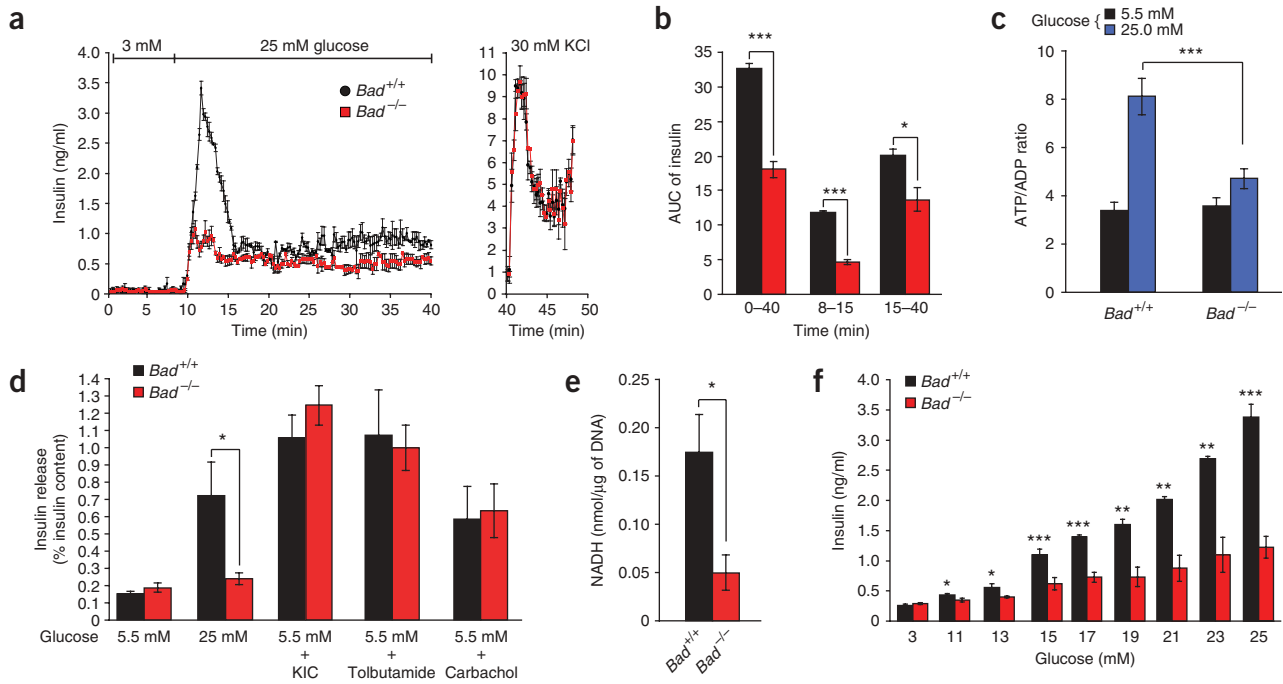 a
3 mM
25 mM glucose
30 mM KCl
Bad+/+
Bad−/−
Insulin (ng/ml)
4.0
3.5
3.0
2.5
2.0
1.5
1.0
0.5
0
0 5 10 15 20 25 30 35 40
Time (min)
11
10
9
8
7
6
5
4
3
2
1
0
40 43 45 48 50
Time (min)
b
AUC of insulin
35
30
25
20
15
10
5
0
***
***
*
0–40 8–15 15–40
Time (min)
c
Glucose {
5.5 mM
25.0 mM
***
ATP/ADP ratio
10
8
6
4
2
0
Bad+/+ Bad−/−
d
Bad+/+
Bad−/−
Insulin release
(% insulin content)
1.4
1.3
1.2
1.1
1.0
0.9
0.8
0.7
0.6
0.5
0.4
0.3
0.2
0.1
0
*
Glucose 5.5 mM 25 mM 5.5 mM 5.5 mM 5.5 mM
+ + +
KIC Tolbutamide Carbachol
e
NADH (nmol/μg of DNA)
0.25
0.20
0.15
0.10
0.05
0
*
Bad+/+ Bad−/−
f
Bad+/+
Bad−/−
Insulin (ng/ml)
4.0
3.5
3.0
2.5
2.0
1.5
1.0
0.5
0
* * *** *** ** ** ** ***
3 11 13 15 17 19 21 23 25
Glucose (mM)